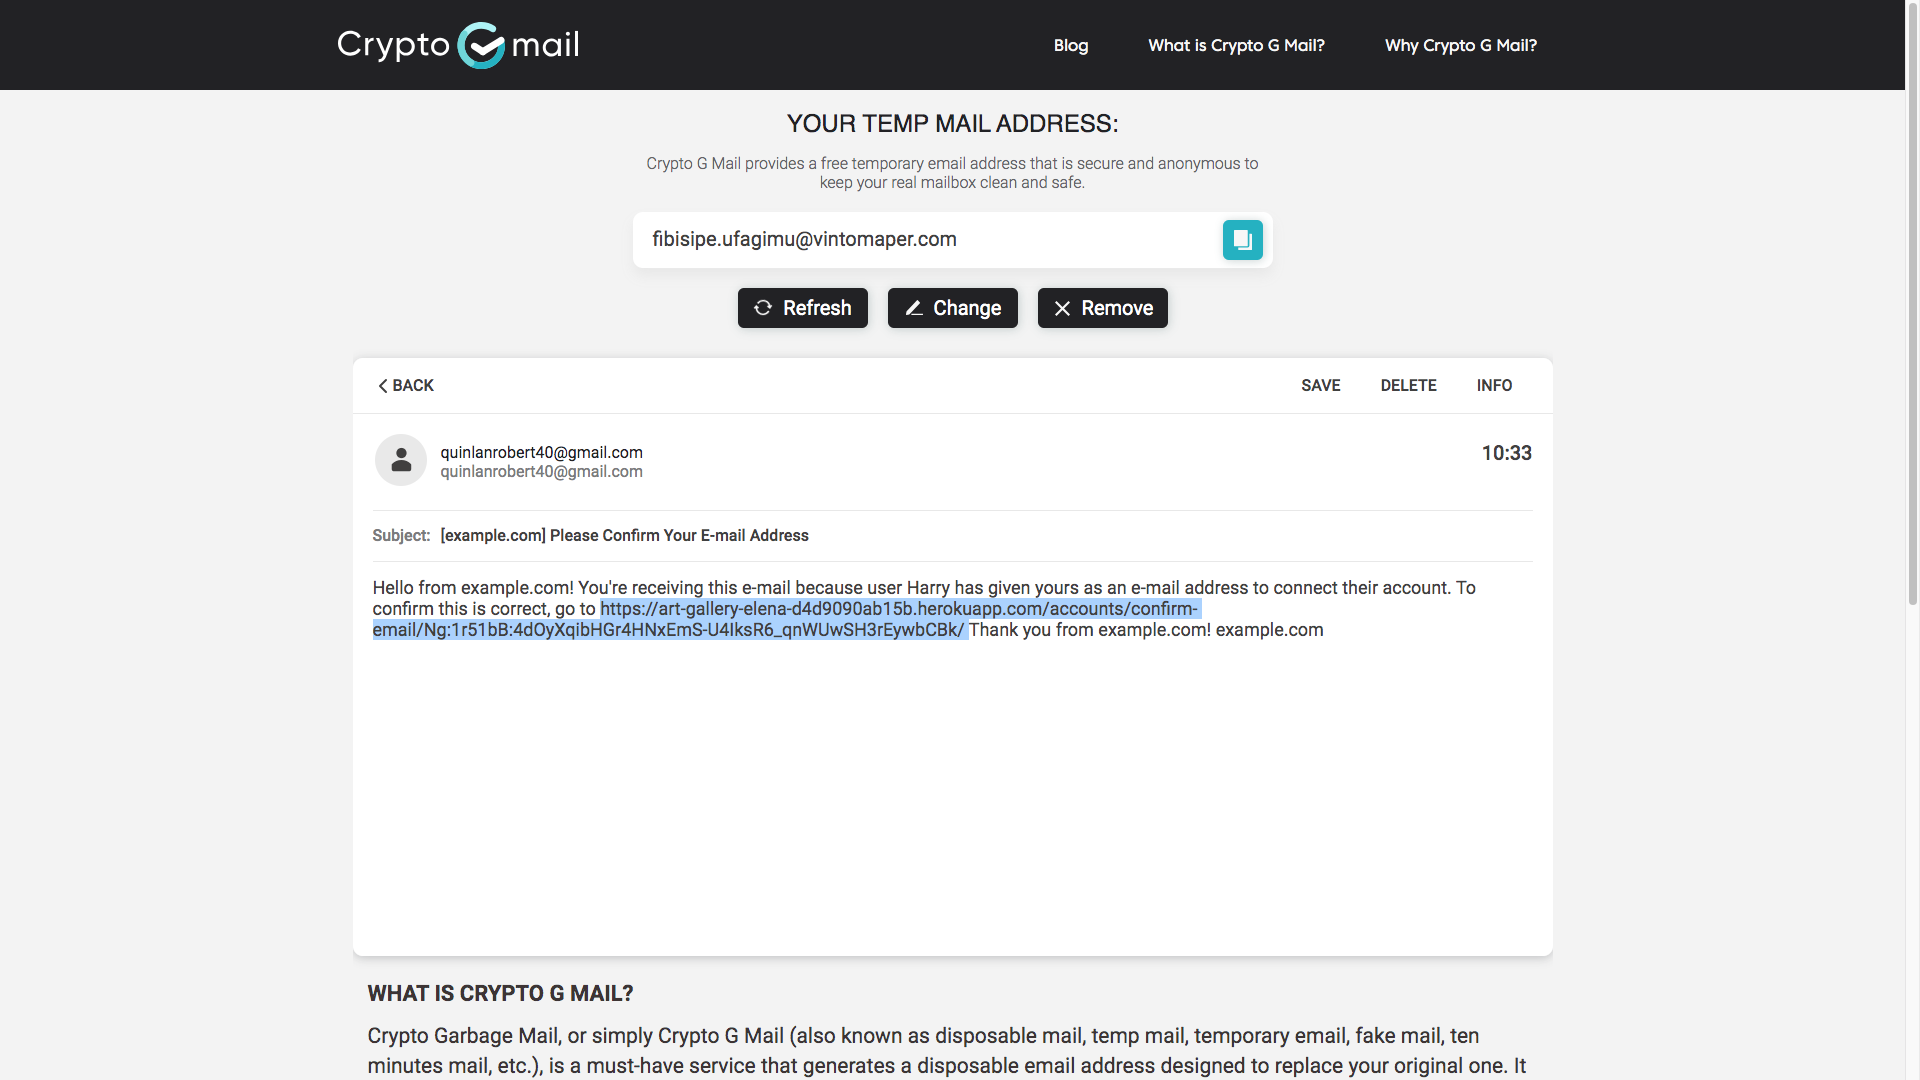 Crypto G mail
Blog
What is Crypto G Mail?
Why Crypto G Mail?
YOUR TEMP MAIL ADDRESS:
Crypto G Mail provides a free temporary email address that is secure and anonymous to
keep your real mailbox clean and safe.
fibisipe.ufagimu@vintomaper.com
Refresh
Change
Remove
BACK
SAVE
DELETE
INFO
quinlanrobert40@gmail.com
quinlanrobert40@gmail.com
10:33
Subject: [example.com] Please Confirm Your E-mail Address
Hello from example.com! You're receiving this e-mail because user Harry has given yours as an e-mail address to connect their account. To
confirm this is correct, go to https://art-gallery-elena-d4d9090ab15b.herokuapp.com/accounts/confirm-
email/Ng:1r51bB:4dOyXqibHGr4HNxEmS-U4IksR6_qnWUwSH3rEywbCBk/ Thank you from example.com! example.com
WHAT IS CRYPTO G MAIL?
Crypto Garbage Mail, or simply Crypto G Mail (also known as disposable mail, temp mail, temporary email, fake mail, ten
minutes mail, etc.), is a must-have service that generates a disposable email address designed to replace your original one. It